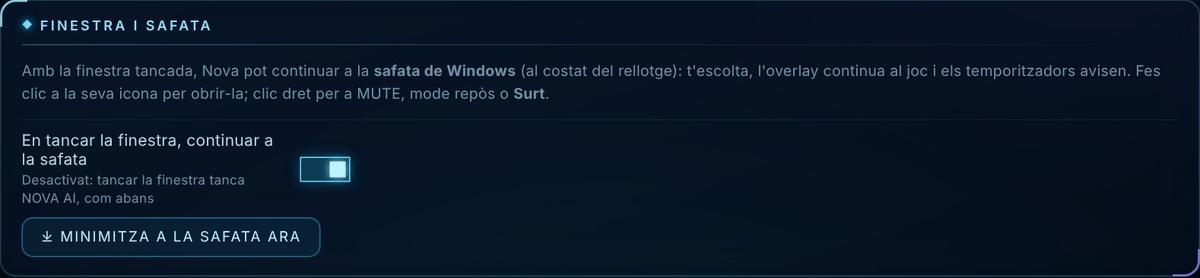 FINESTRA I SAFATA
Amb la finestra tancada, Nova pot continuar a la safata de Windows (al costat del rellotge): t'escolta, l'overlay continua al joc i els temporitzadors avisen. Fes
clic a la seva icona per obrir-la; clic dret per a MUTE, mode repòs o Surt.
En tancar la finestra, continuar a
la safata
Desactivat: tancar la finestra tanca
NOVA AI, com abans
MINIMITZA A LA SAFATA ARA